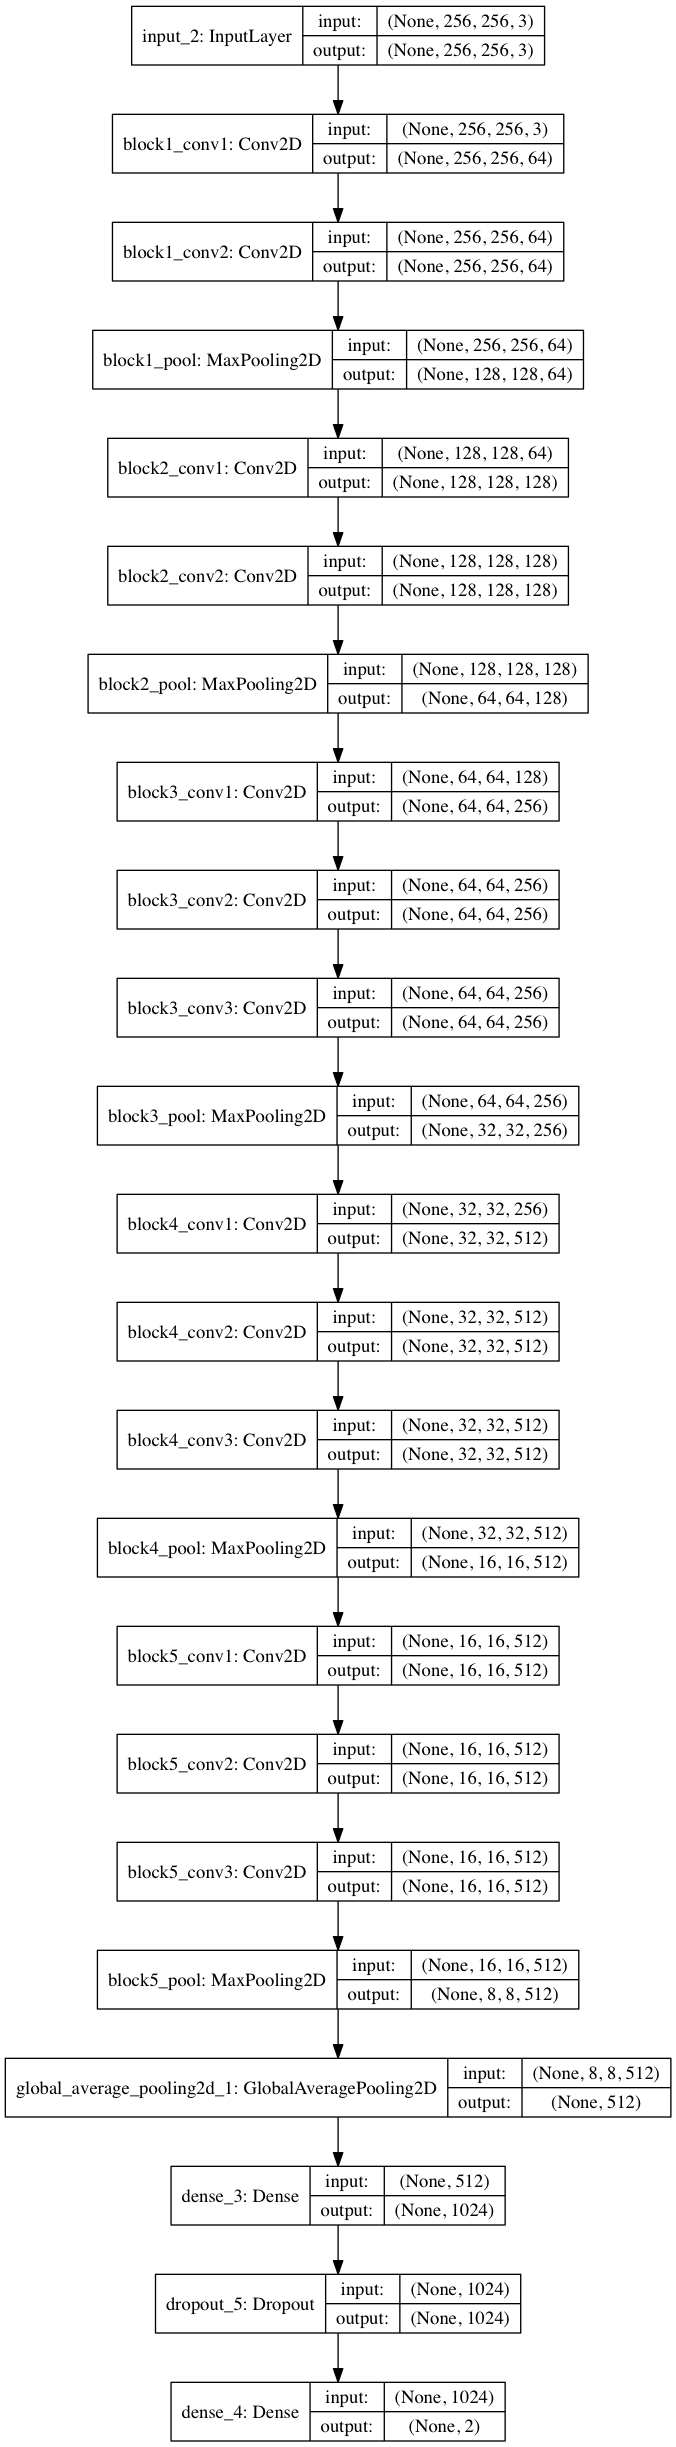 input_2: InputLayer
input: (None, 256, 256, 3)
output: (None, 256, 256, 3)
block1_conv1: Conv2D
input: (None, 256, 256, 3)
output: (None, 256, 256, 64)
block1_conv2: Conv2D
input: (None, 256, 256, 64)
output: (None, 256, 256, 64)
block1_pool: MaxPooling2D
input: (None, 256, 256, 64)
output: (None, 128, 128, 64)
block2_conv1: Conv2D
input: (None, 128, 128, 64)
output: (None, 128, 128, 128)
block2_conv2: Conv2D
input: (None, 128, 128, 128)
output: (None, 128, 128, 128)
block2_pool: MaxPooling2D
input: (None, 128, 128, 128)
output: (None, 64, 64, 128)
block3_conv1: Conv2D
input: (None, 64, 64, 128)
output: (None, 64, 64, 256)
block3_conv2: Conv2D
input: (None, 64, 64, 256)
output: (None, 64, 64, 256)
block3_conv3: Conv2D
input: (None, 64, 64, 256)
output: (None, 64, 64, 256)
block3_pool: MaxPooling2D
input: (None, 64, 64, 256)
output: (None, 32, 32, 256)
block4_conv1: Conv2D
input: (None, 32, 32, 256)
output: (None, 32, 32, 512)
block4_conv2: Conv2D
input: (None, 32, 32, 512)
output: (None, 32, 32, 512)
block4_conv3: Conv2D
input: (None, 32, 32, 512)
output: (None, 32, 32, 512)
block4_pool: MaxPooling2D
input: (None, 32, 32, 512)
output: (None, 16, 16, 512)
block5_conv1: Conv2D
input: (None, 16, 16, 512)
output: (None, 16, 16, 512)
block5_conv2: Conv2D
input: (None, 16, 16, 512)
output: (None, 16, 16, 512)
block5_conv3: Conv2D
input: (None, 16, 16, 512)
output: (None, 16, 16, 512)
block5_pool: MaxPooling2D
input: (None, 16, 16, 512)
output: (None, 8, 8, 512)
global_average_pooling2d_1: GlobalAveragePooling2D
input: (None, 8, 8, 512)
output: (None, 512)
dense_3: Dense
input: (None, 512)
output: (None, 1024)
dropout_5: Dropout
input: (None, 1024)
output: (None, 1024)
dense_4: Dense
input: (None, 1024)
output: (None, 2)